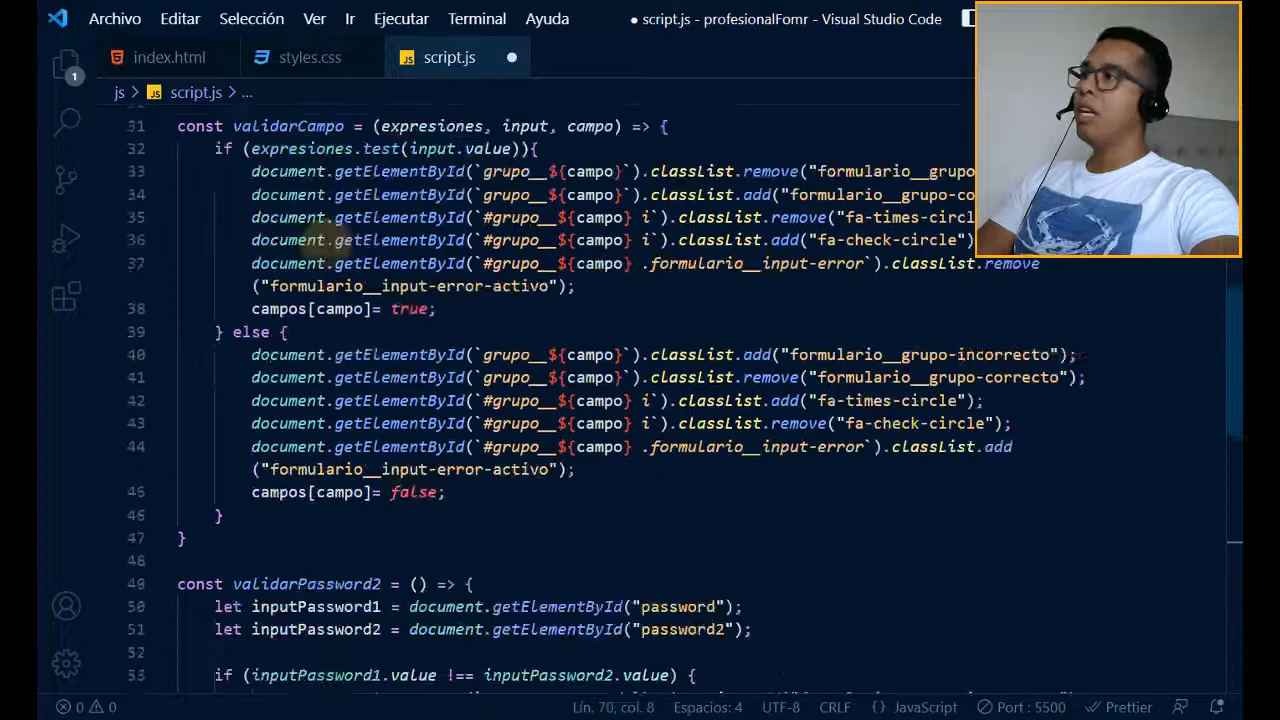 Archivo Editar Selección Ver Ir Ejecutar Terminal Ayuda ● script.js - profesionalFomr - Visual Studio Code
index.html styles.css JS script.js
js > JS script.js > ...
1
31 const validarCampo = (expresiones, input, campo) => {
32 if (expresiones.test(input.value)){
33 document.getElementById(`grupo__${campo}`).classList.remove("formulario__grupo
34 document.getElementById(`grupo__${campo}`).classList.add("formulario__grupo-co
35 document.getElementById(`#grupo__${campo} i`).classList.remove("fa-times-circl
36 document.getElementById(`#grupo__${campo} i`).classList.add("fa-check-circle")
37 document.getElementById(`#grupo__${campo} .formulario__input-error`).classList.remove
("formulario__input-error-activo");
38 campos[campo]= true;
39 } else {
40 document.getElementById(`grupo__${campo}`).classList.add("formulario__grupo-incorrecto");
41 document.getElementById(`grupo__${campo}`).classList.remove("formulario__grupo-correcto");
42 document.getElementById(`#grupo__${campo} i`).classList.add("fa-times-circle");
43 document.getElementById(`#grupo__${campo} i`).classList.remove("fa-check-circle");
44 document.getElementById(`#grupo__${campo} .formulario__input-error`).classList.add
("formulario__input-error-activo");
45 campos[campo]= false;
46 }
47 }
48
49 const validarPassword2 = () => {
50 let inputPassword1 = document.getElementById("password");
51 let inputPassword2 = document.getElementById("password2");
52
53 if (inputPassword1.value !== inputPassword2.value) {
0 0 Lín. 70, col. 8 Espacios: 4 UTF-8 CRLF {} JavaScript Port : 5500 Prettier